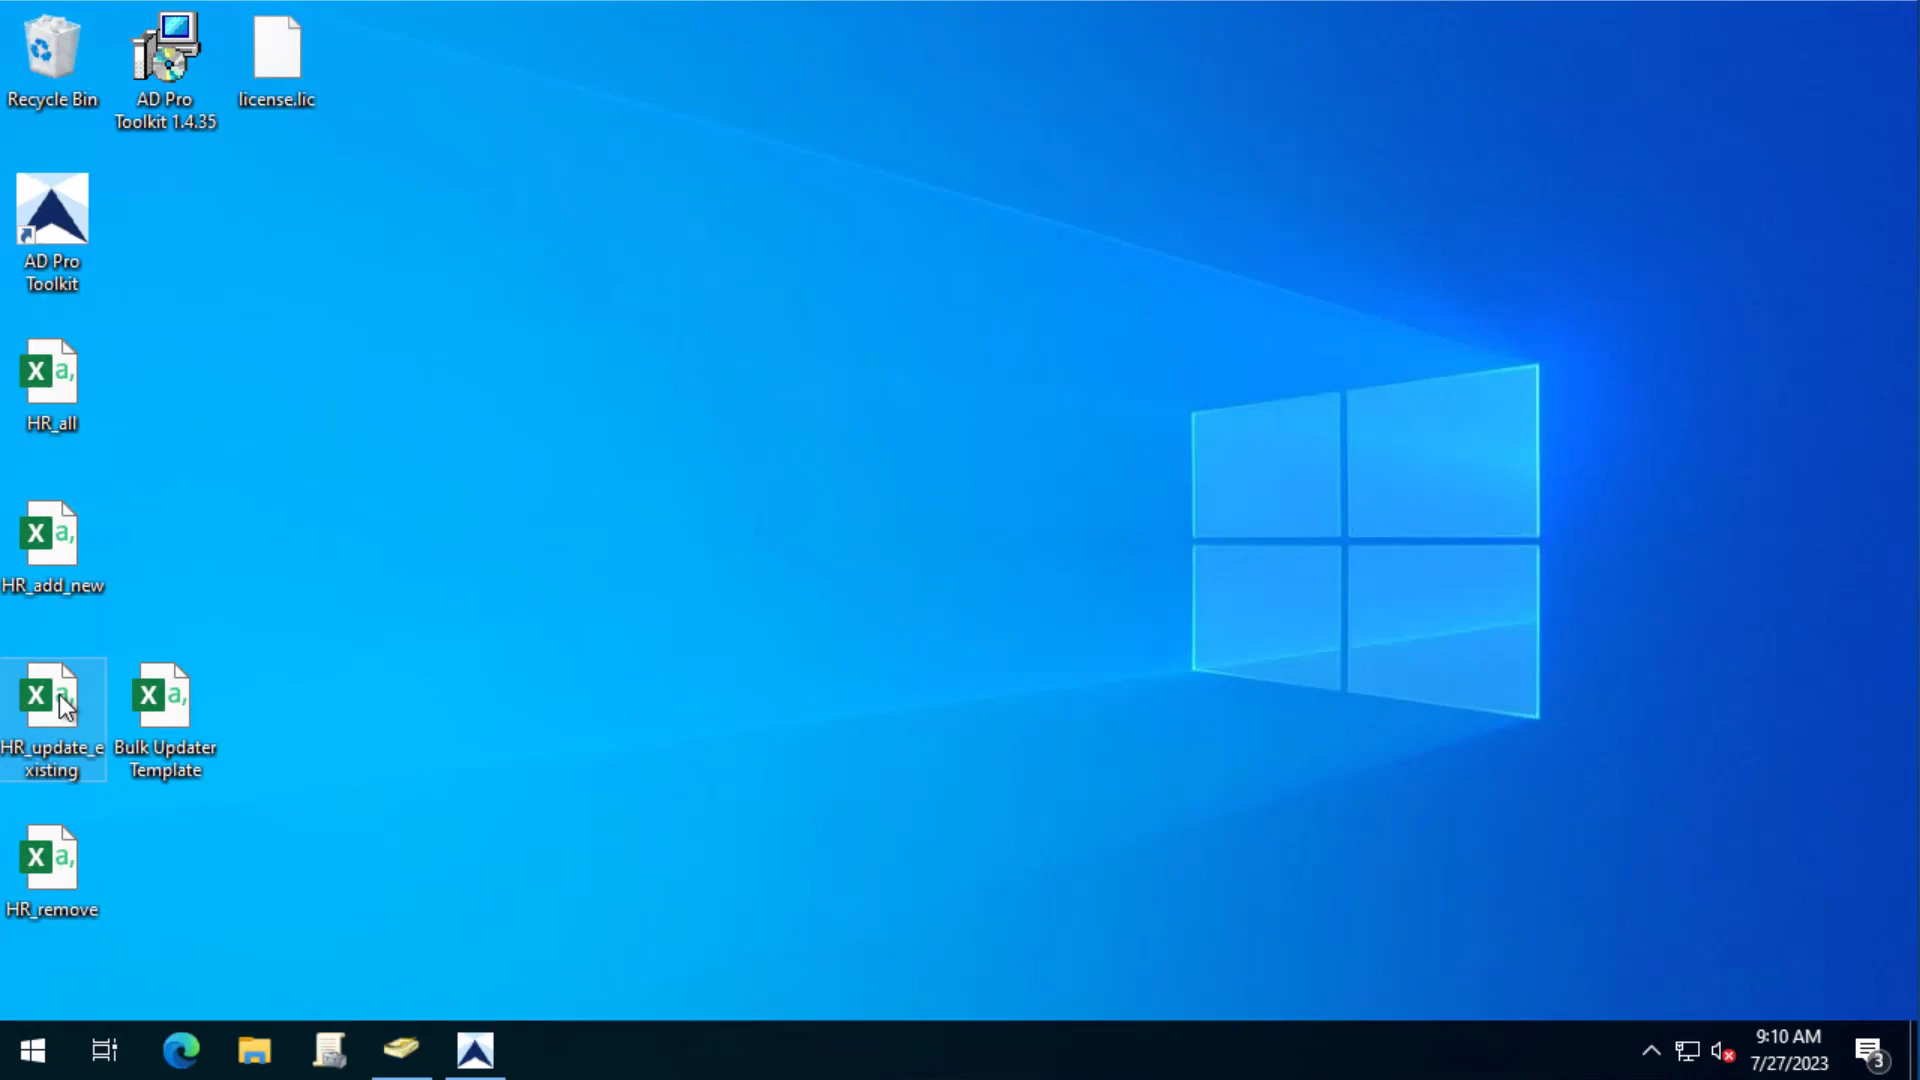 Recycle Bin
AD Pro
Toolkit 1.4.35
license.lic
AD Pro
Toolkit
X a,
HR_all
X a,
HR_add_new
X a,
HR_update_e
xisting
X a,
Bulk Updater
Template
X a,
HR_remove
9:10 AM
7/27/2023
3